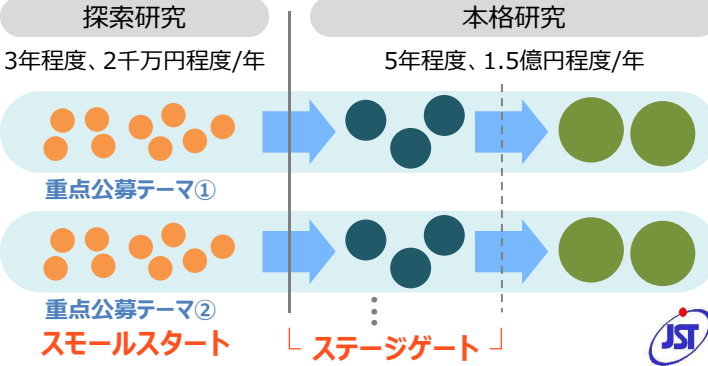 探索研究
本格研究
3年程度、2千万円程度/年
5年程度、1.5億円程度/年
重点公募テーマ①
重点公募テーマ②
スモールスタート
ステージゲート
JST